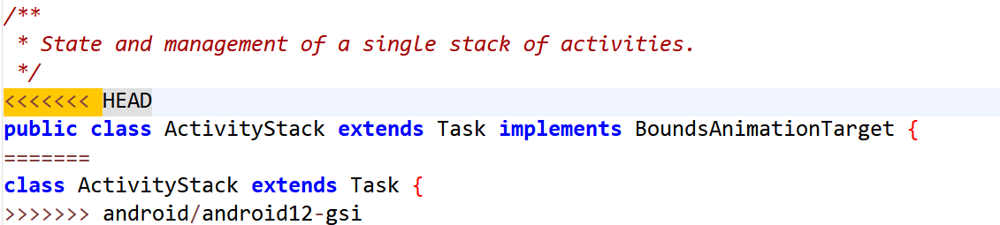 /**
 * State and management of a single stack of activities.
 */
<<<<<<< HEAD
public class ActivityStack extends Task implements BoundsAnimationTarget {
=======
class ActivityStack extends Task {
>>>>>>> android/android12-gsi